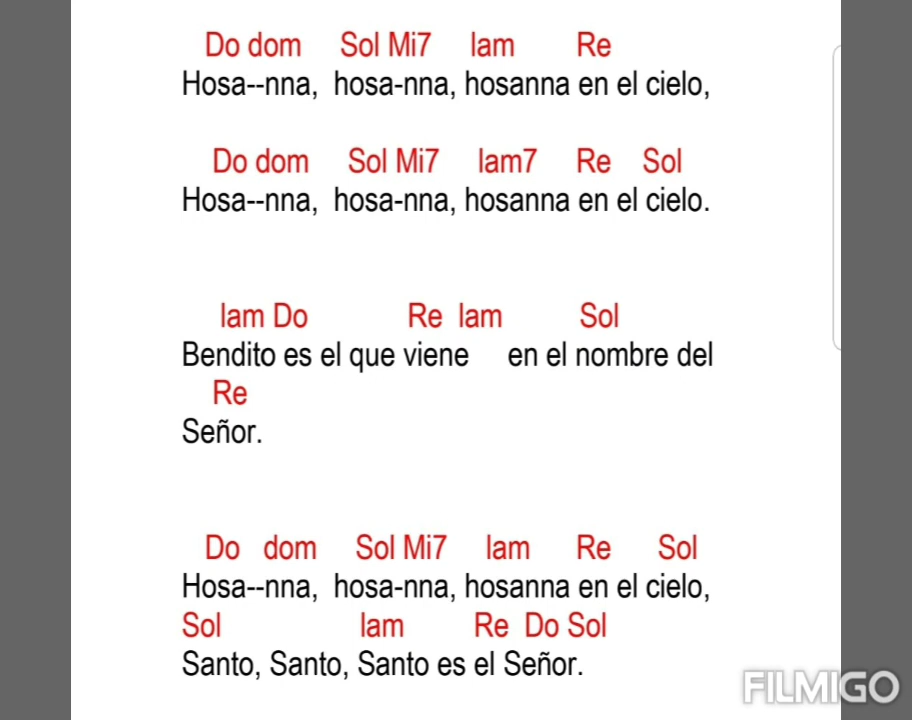 Do dom Sol Mi7 lam Re
Hosa--nna, hosa-nna, hosanna en el cielo,
Do dom Sol Mi7 lam7 Re Sol
Hosa--nna, hosa-nna, hosanna en el cielo.
lam Do Re lam Sol
Bendito es el que viene en el nombre del
Re
Señor.
Do dom Sol Mi7 lam Re Sol
Hosa--nna, hosa-nna, hosanna en el cielo,
Sol lam Re Do Sol
Santo, Santo, Santo es el Señor.
FILMIGO